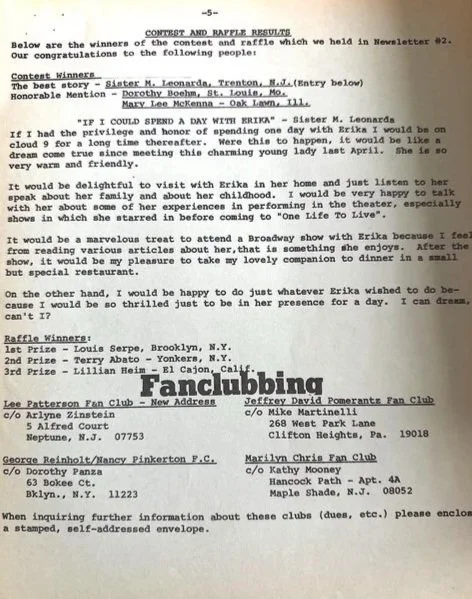 -5-
CONTEST AND RAFFLE RESULTS
Below are the winners of the contest and raffle which we held in Newsletter #2.
Our congratulations to the following people:
Contest Winners
The best story - Sister M. Leonarda, Trenton, N.J.(Entry below)
Honorable Mention - Dorothy Boehm, St. Louis, Mo.
Mary Lee McKenna - Oak Lawn, Ill.
"IF I COULD SPEND A DAY WITH ERIKA" - Sister M. Leonarda
If I had the privilege and honor of spending one day with Erika I would be on
cloud 9 for a long time thereafter. Were this to happen, it would be like a
dream come true since meeting this charming young lady last April. She is so
very warm and friendly.
It would be delightful to visit with Erika in her home and just listen to her
speak about her family and about her childhood. I would be very happy to talk
with her about some of her experiences in performing in the theater, especially
shows in which she starred in before coming to "One Life To Live".
It would be a marvelous treat to attend a Broadway show with Erika because I feel
from reading various articles about her,that is something she enjoys. After the
show, it would be my pleasure to take my lovely companion to dinner in a small
but special restaurant.
On the other hand, I would be happy to do just whatever Erika wished to do be-
cause I would be so thrilled just to be in her presence for a day. I can dream,
can't I?
Raffle Winners:
1st Prize - Louis Serpe, Brooklyn, N.Y.
2nd Prize - Terry Abato - Yonkers, N.Y.
3rd Prize - Lillian Heim - El Cajon, Calif.
Fanclubbing
Lee Patterson Fan Club - New Address
c/o Arlyne Zinstein
5 Alfred Court
Neptune, N.J. 07753
Jeffrey David Pomerantz Fan Club
c/o Mike Martinelli
268 West Park Lane
Clifton Heights, Pa. 19018
George Reinholt/Nancy Pinkerton F.C.
c/o Dorothy Panza
63 Bokee Ct.
Bklyn., N.Y. 11223
Marilyn Chris Fan Club
c/o Kathy Mooney
Hancock Path - Apt. 4A
Maple Shade, N.J. 08052
When inquiring further information about these clubs (dues, etc.) please enclos
a stamped, self-addressed envelope.